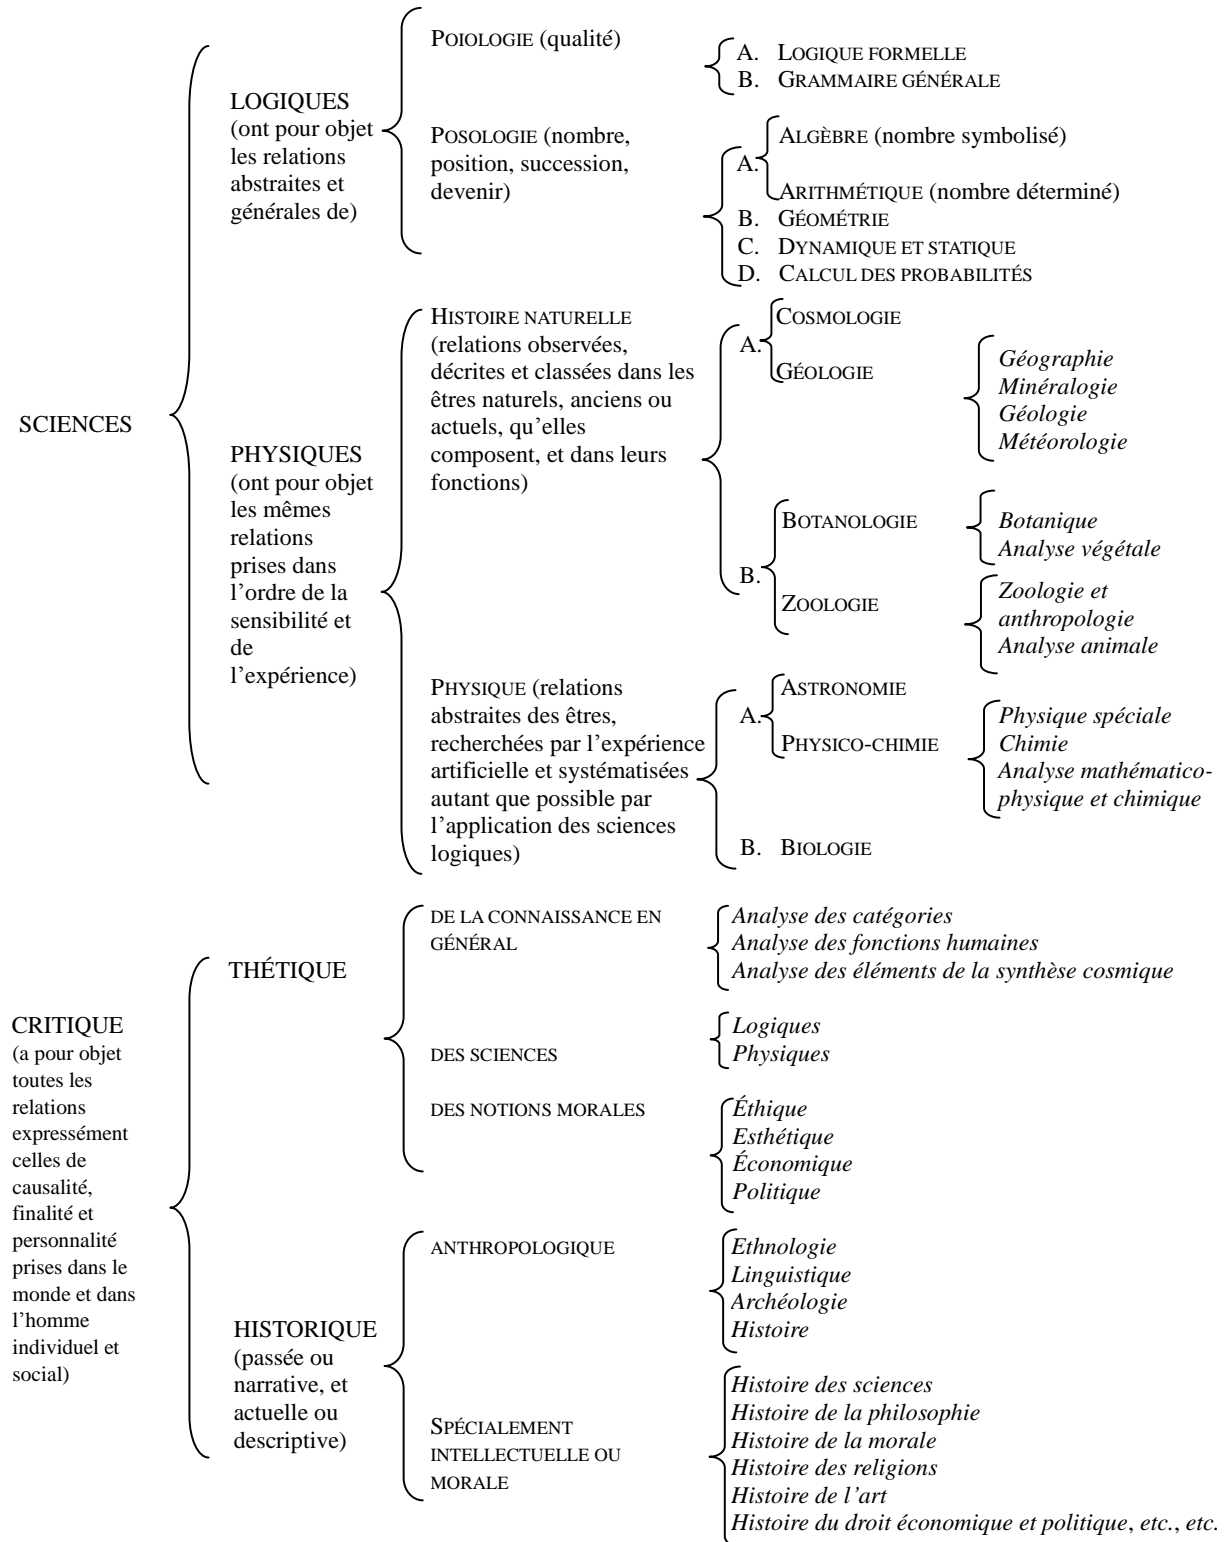 SCIENCES
LOGIQUES
(ont pour objet
les relations
abstraites et
générales de)
POIOLOGIE (qualité)
A. LOGIQUE FORMELLE
B. GRAMMAIRE GÉNÉRALE
POSOLOGIE (nombre,
position, succession,
devenir)
A.
ALGÈBRE (nombre symbolisé)
ARITHMÉTIQUE (nombre déterminé)
B. GÉOMÉTRIE
C. DYNAMIQUE ET STATIQUE
D. CALCUL DES PROBABILITÉS
PHYSIQUES
(ont pour objet
les mêmes
relations
prises dans
l’ordre de la
sensibilité et
de
l’expérience)
HISTOIRE NATURELLE
(relations observées,
décrites et classées dans les
êtres naturels, anciens ou
actuels, qu’elles
composent, et dans leurs
fonctions)
A.
COSMOLOGIE
GÉOLOGIE
Géographie
Minéralogie
Géologie
Météorologie
B.
BOTANOLOGIE
Botanique
Analyse végétale
ZOOLOGIE
Zoologie et
anthropologie
Analyse animale
PHYSIQUE (relations
abstraites des êtres,
recherchées par l’expérience
artificielle et systématisées
autant que possible par
l’application des sciences
logiques)
A.
ASTRONOMIE
PHYSICO-CHIMIE
Physique spéciale
Chimie
Analyse mathématico-
physique et chimique
B. BIOLOGIE
CRITIQUE
(a pour objet
toutes les
relations
expressément
celles de
causalité,
finalité et
personnalité
prises dans le
monde et dans
l’homme
individuel et
social)
THÉTIQUE
DE LA CONNAISSANCE EN
GÉNÉRAL
Analyse des catégories
Analyse des fonctions humaines
Analyse des éléments de la synthèse cosmique
DES SCIENCES
Logiques
Physiques
DES NOTIONS MORALES
Éthique
Esthétique
Économique
Politique
HISTORIQUE
(passée ou
narrative, et
actuelle ou
descriptive)
ANTHROPOLOGIQUE
Ethnologie
Linguistique
Archéologie
Histoire
SPÉCIALEMENT
INTELLECTUELLE OU
MORALE
Histoire des sciences
Histoire de la philosophie
Histoire de la morale
Histoire des religions
Histoire de l’art
Histoire du droit économique et politique, etc., etc.